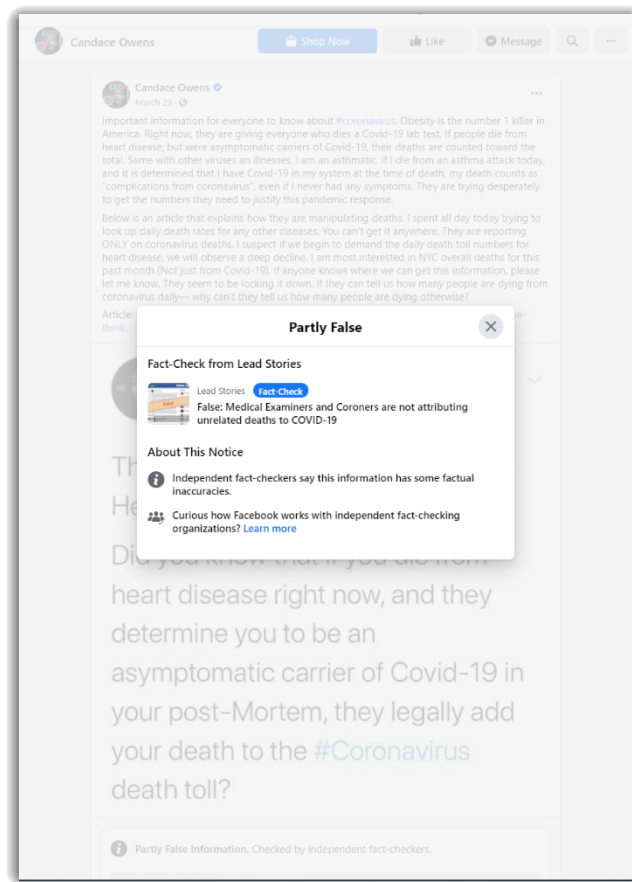 Candace Owens
Shop Now
Like
Message
Candace Owens
March 29 ·
Important information for everyone to know about #coronavirus. Obesity is the number 1 killer in
America. Right now, they are giving everyone who dies a Covid-19 lab test. If people die from
heart disease, but were asymptomatic carriers of Covid-19, their deaths are counted toward the
total. Same with other viruses an illnesses. I am an asthmatic. If I die from an asthma attack today,
and it is determined that I have Covid-19 in my system at the time of death, my death counts as
"complications from coronavirus", even if I never had any symptoms. They are trying desperately
to get the numbers they need to justify this pandemic response.
Below is an article that explains how they are manipulating deaths. I spent all day today trying to
look up daily death rates for any other diseases. You can't get it anywhere. They are reporting
ONLY on coronavirus deaths. I suspect if we begin to demand the daily death toll numbers for
heart disease, we will observe a deep decline. I am most interested in NYC overall deaths for this
past month (Not just from Covid-19). If anyone knows where we can get this information, please
let me know. They seem to be locking it down. If they can tell us how many people are dying from
coronavirus daily— why can't they tell us how many people are dying otherwise?
Article:
think
Partly False
Fact-Check from Lead Stories
Lead Stories Fact-Check
False: Medical Examiners and Coroners are not attributing
unrelated deaths to COVID-19
About This Notice
Independent fact-checkers say this information has some factual
inaccuracies.
Curious how Facebook works with independent fact-checking
organizations? Learn more
Did you know that if you die from
heart disease right now, and they
determine you to be an
asymptomatic carrier of Covid-19 in
your post-Mortem, they legally add
your death to the #Coronavirus
death toll?
Partly False Information. Checked by independent fact-checkers.